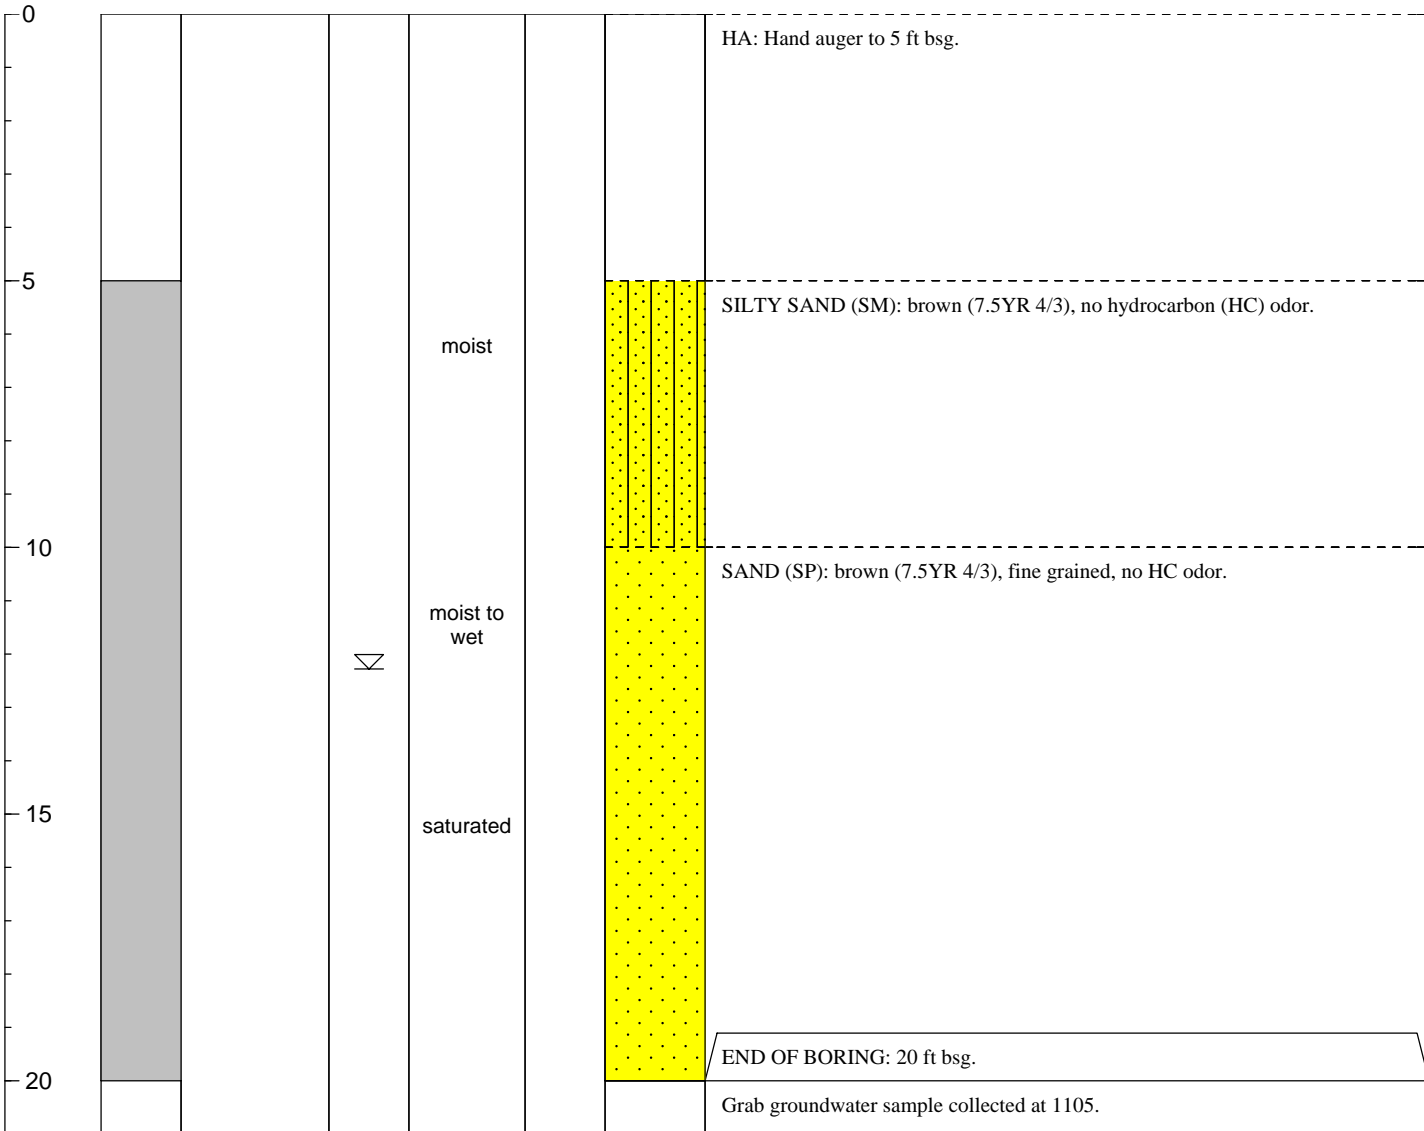 0
HA: Hand auger to 5 ft bsg.
5
SILTY SAND (SM): brown (7.5YR 4/3), no hydrocarbon (HC) odor.
moist
10
SAND (SP): brown (7.5YR 4/3), fine grained, no HC odor.
moist to
wet
15
saturated
END OF BORING: 20 ft bsg.
20
Grab groundwater sample collected at 1105.